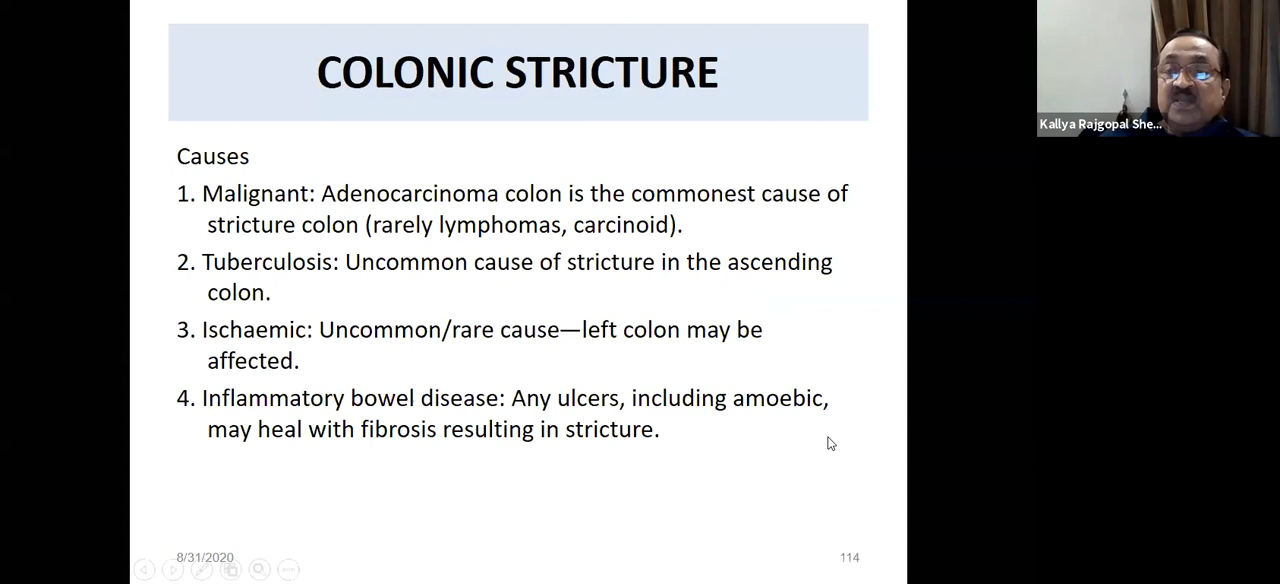 COLONIC STRICTURE
Kallya Rajgopal She...
Causes
1. Malignant: Adenocarcinoma colon is the commonest cause of
stricture colon (rarely lymphomas, carcinoid).
2. Tuberculosis: Uncommon cause of stricture in the ascending
colon.
3. Ischaemic: Uncommon/rare cause—left colon may be
affected.
4. Inflammatory bowel disease: Any ulcers, including amoebic,
may heal with fibrosis resulting in stricture.
8/31/2020
114